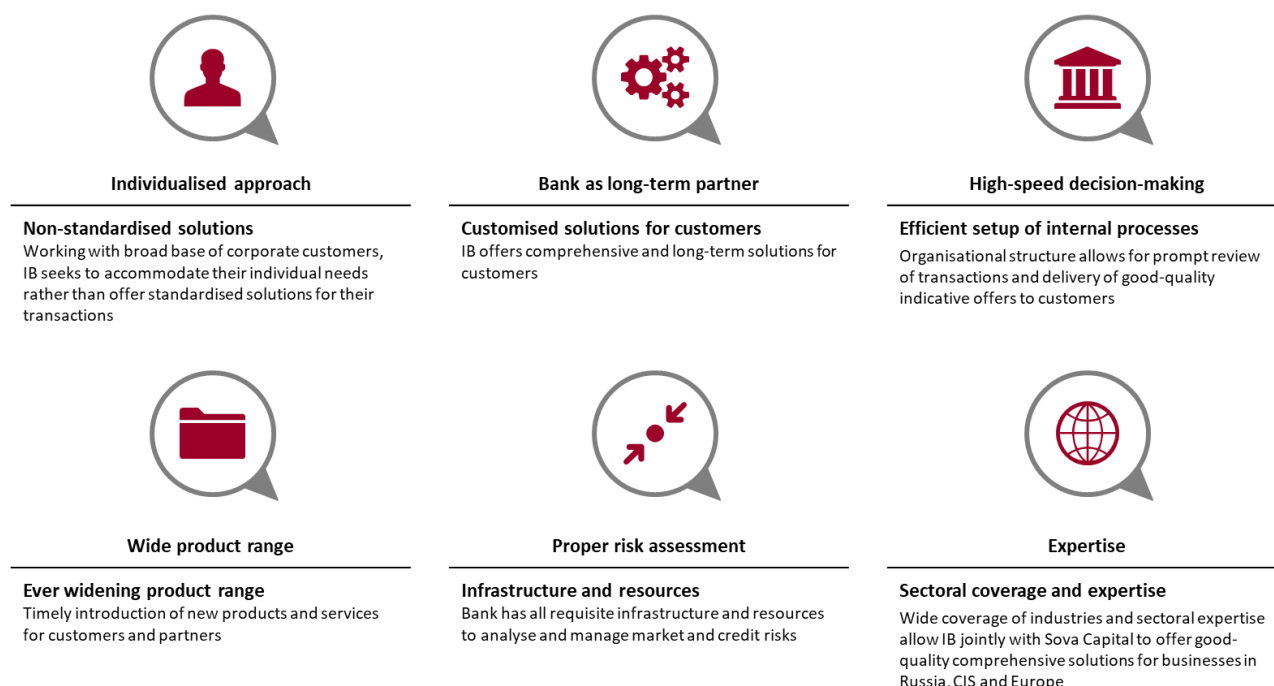 Individualised approach
Non-standardised solutions
Working with broad base of corporate customers,
IB seeks to accommodate their individual needs
rather than offer standardised solutions for their
transactions
Bank as long-term partner
Customised solutions for customers
IB offers comprehensive and long-term solutions for
customers
High-speed decision-making
Efficient setup of internal processes
Organisational structure allows for prompt review
of transactions and delivery of good-quality
indicative offers to customers
Wide product range
Ever widening product range
Timely introduction of new products and services
for customers and partners
Proper risk assessment
Infrastructure and resources
Bank has all requisite infrastructure and resources
to analyse and manage market and credit risks
Expertise
Sectoral coverage and expertise
Wide coverage of industries and sectoral expertise
allow IB jointly with Sova Capital to offer good-
quality comprehensive solutions for businesses in
Russia, CIS and Europe